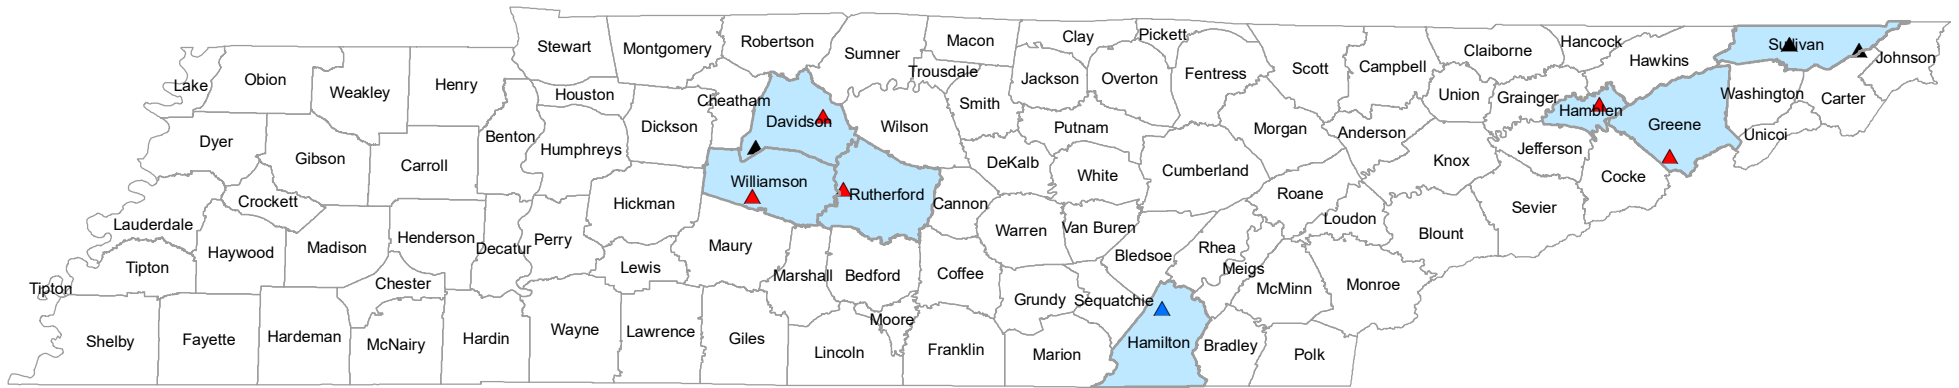 Stewart
Montgomery
Robertson
Sumner
Macon
Clay
Pickett
Trousdale
Jackson
Overton
Fentress
Scott
Campbell
Claiborne
Hancock
Hawkins
Sullivan
Johnson
Lake
Obion
Weakley
Henry
Houston
Cheatham
Smith
Union
Grainger
Hamblen
Greene
Washington
Carter
Unicoi
Dyer
Gibson
Carroll
Benton
Humphreys
Dickson
Davidson
Wilson
Putnam
DeKalb
White
Cumberland
Morgan
Anderson
Knox
Jefferson
Cocke
Sevier
Lauderdale
Crockett
Haywood
Madison
Henderson
Decatur
Perry
Hickman
Williamson
Rutherford
Cannon
Warren
Van Buren
Bledsoe
Rhea
Roane
Loudon
Blount
Tipton
Tipton
Chester
Lewis
Maury
Marshall
Bedford
Coffee
Grundy
Sequatchie
Meigs
McMinn
Monroe
Shelby
Fayette
Hardeman
McNairy
Hardin
Wayne
Lawrence
Giles
Lincoln
Moore
Franklin
Marion
Hamilton
Bradley
Polk